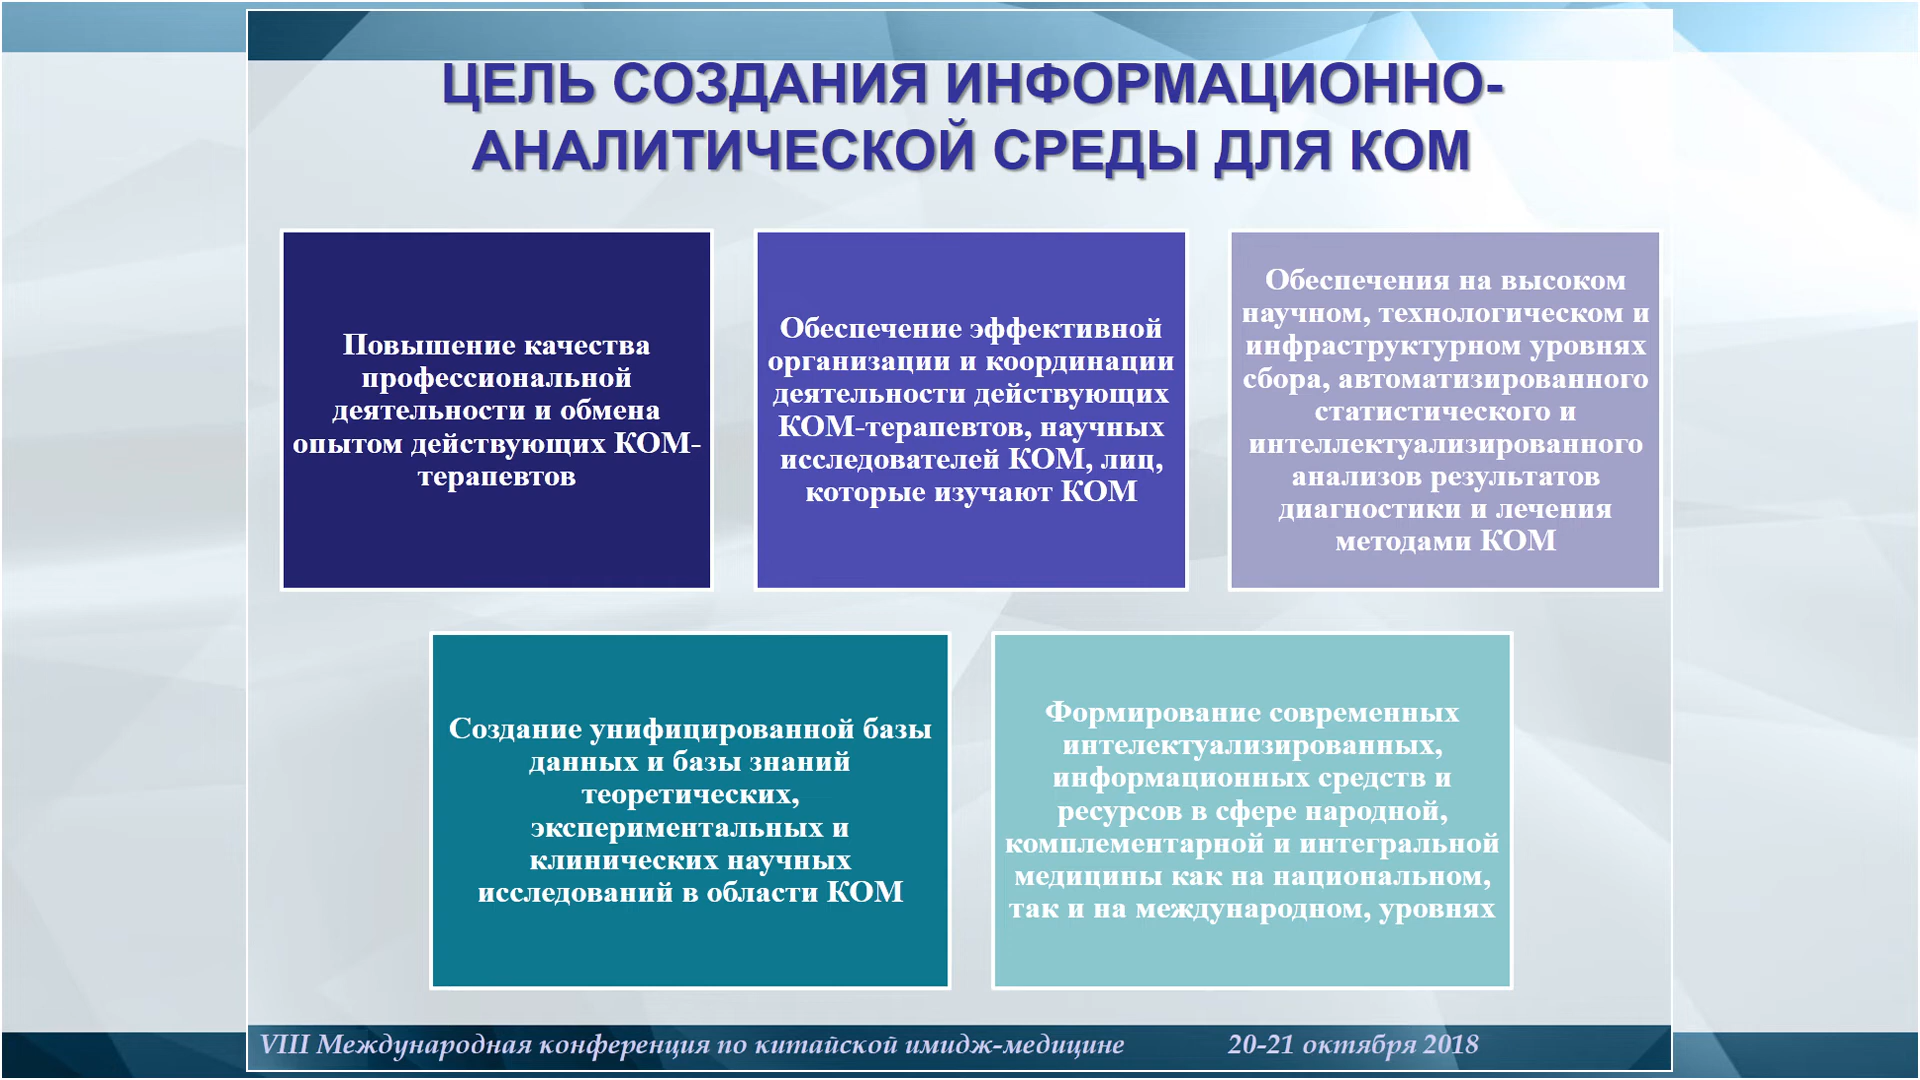 ЦЕЛЬ СОЗДАНИЯ ИНФОРМАЦИОННО-
АНАЛИТИЧЕСКОЙ СРЕДЫ ДЛЯ КОМ
Повышение качества
профессиональной
деятельности и обмена
опытом действующих КОМ-
терапевтов
Обеспечение эффективной
организации и координации
деятельности действующих
КОМ-терапевтов, научных
исследователей КОМ, лиц,
которые изучают КОМ
Обеспечения на высоком
научном, технологическом и
инфраструктурном уровнях
сбора, автоматизированного
статистического и
интеллектуализированного
анализов результатов
диагностики и лечения
методами КОМ
Создание унифицированной базы
данных и базы знаний
теоретических,
экспериментальных и
клинических научных
исследований в области КОМ
Формирование современных
интелектуализированных,
информационных средств и
ресурсов в сфере народной,
комплементарной и интегральной
медицины как на национальном,
так и на международном, уровнях
VIII Международная конференция по китайской имидж-медицине 20-21 октября 2018